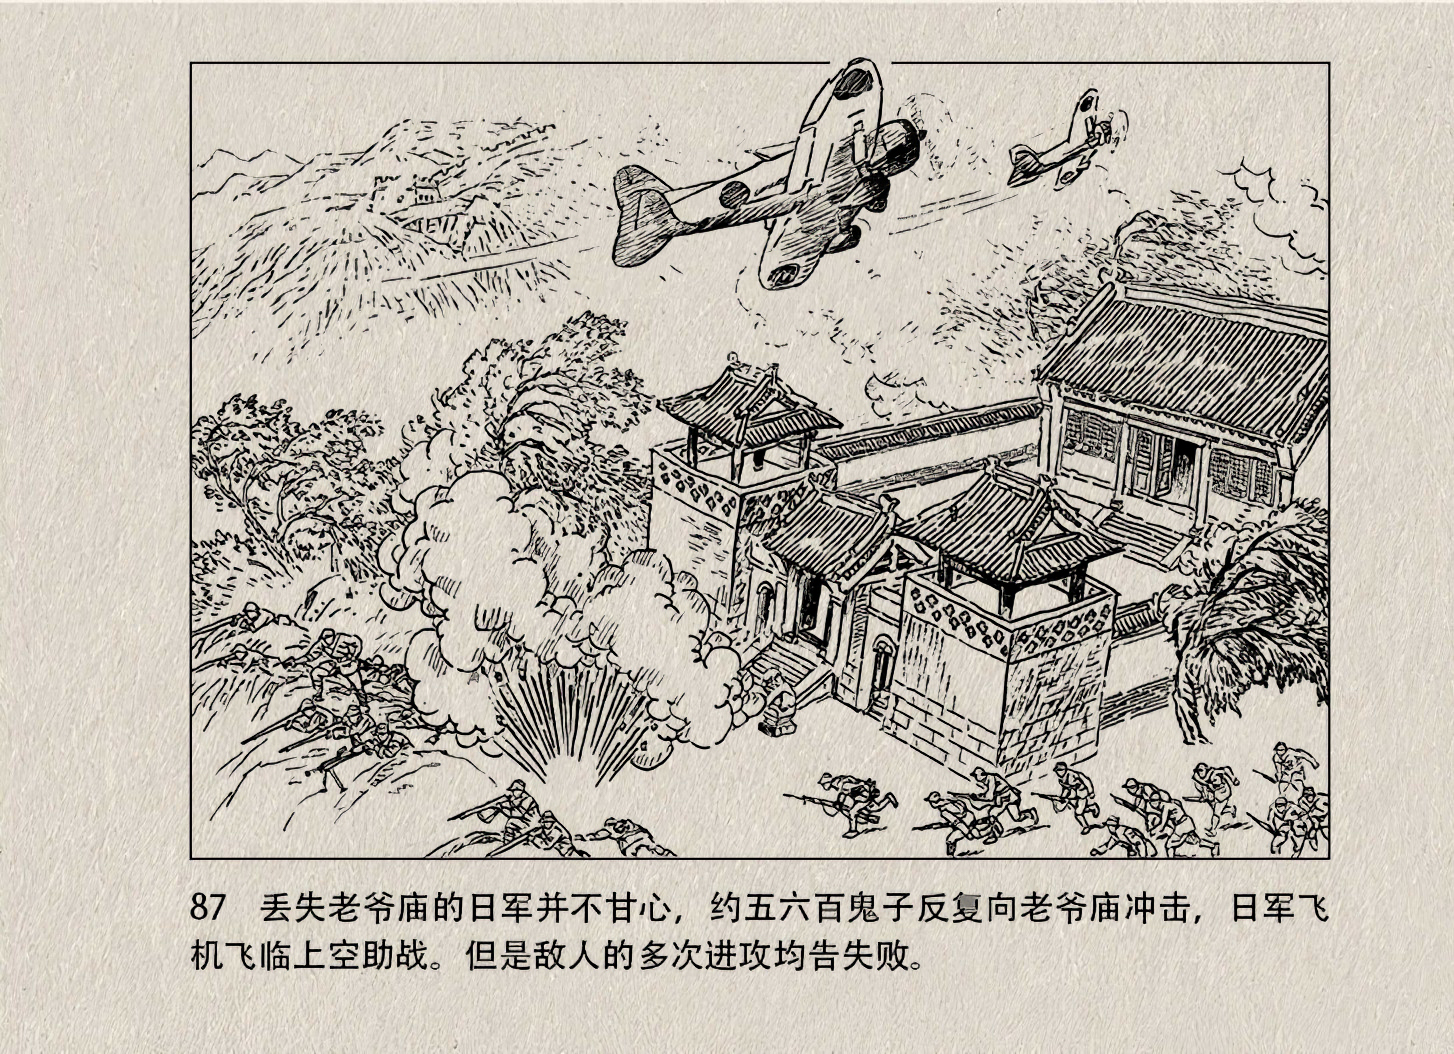 87 丢失老爷庙的日军并不甘心，约五六百鬼子反复向老爷庙冲击，日军飞
机飞临上空助战。但是敌人的多次进攻均告失败。